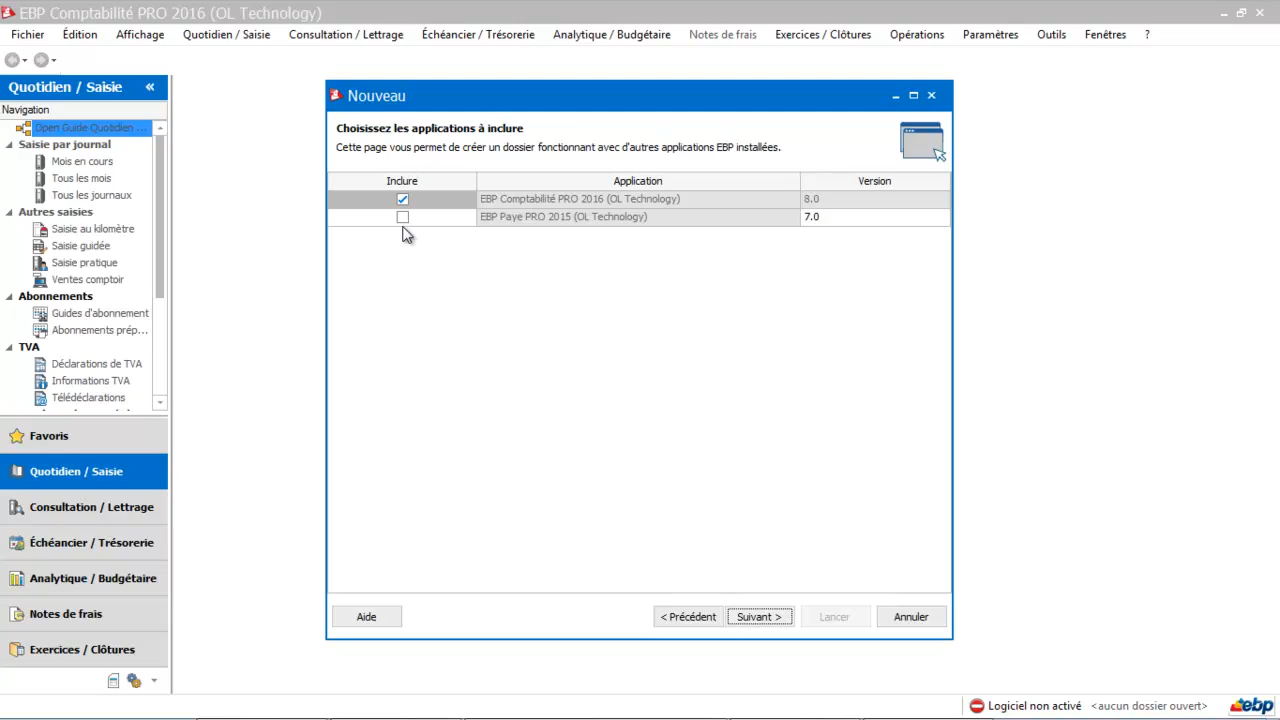 EBP Comptabilité PRO 2016 (OL Technology)
Fichier Édition Affichage Quotidien / Saisie Consultation / Lettrage Échéancier / Trésorerie Analytique / Budgétaire Notes de frais Exercices / Clôtures Opérations Paramètres Outils Fenêtres ?
Quotidien / Saisie «
Navigation
Open Guide Quotidien ...
Saisie par journal
Mois en cours
Tous les mois
Tous les journaux
Autres saisies
Saisie au kilomètre
Saisie guidée
Saisie pratique
Ventes comptoir
Abonnements
Guides d'abonnement
Abonnements prép...
TVA
Déclarations de TVA
Informations TVA
Télédéclarations
Favoris
Quotidien / Saisie
Consultation / Lettrage
Échéancier / Trésorerie
Analytique / Budgétaire
Notes de frais
Exercices / Clôtures
Nouveau
Choisissez les applications à inclure
Cette page vous permet de créer un dossier fonctionnant avec d'autres applications EBP installées.
Inclure Application Version
EBP Comptabilité PRO 2016 (OL Technology) 8.0
EBP Paye PRO 2015 (OL Technology) 7.0
Aide < Précédent Suivant > Lancer Annuler
Logiciel non activé <aucun dossier ouvert> ebp